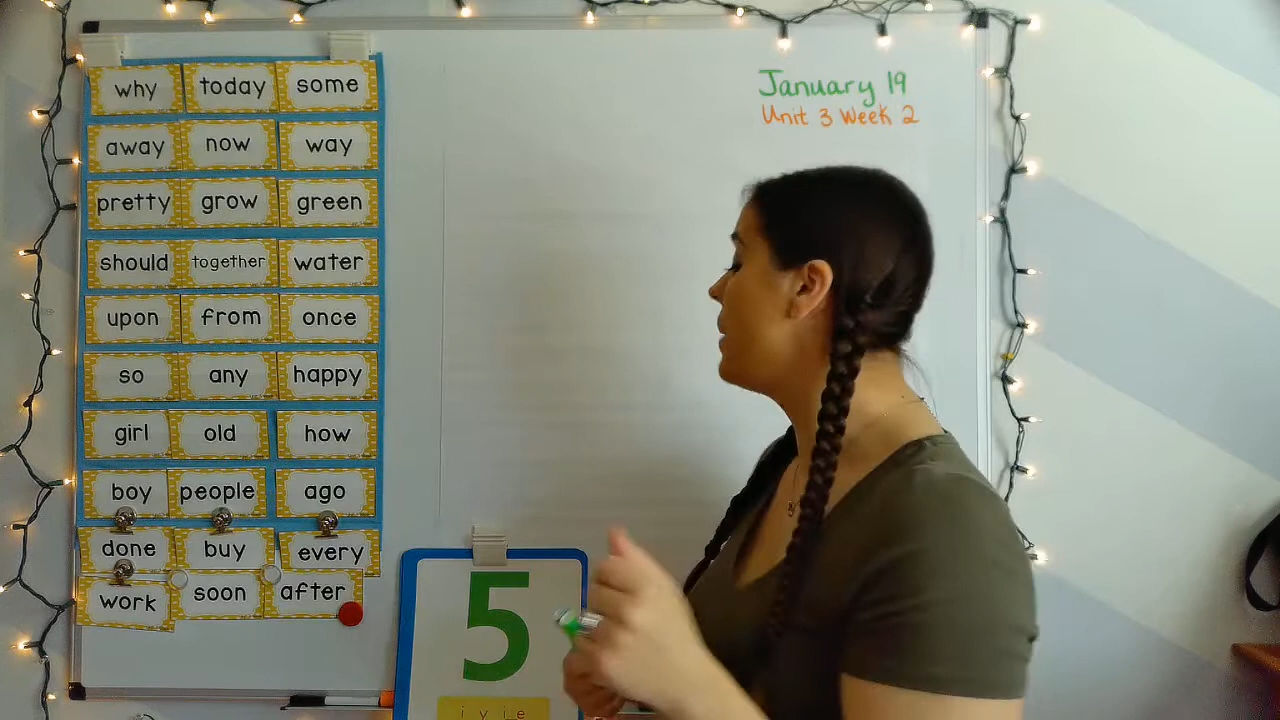 why today some
away now way
pretty grow green
should together water
upon from once
so any happy
girl old how
boy people ago
done buy every
work soon after
January 19
Unit 3 Week 2
5
i y i_e